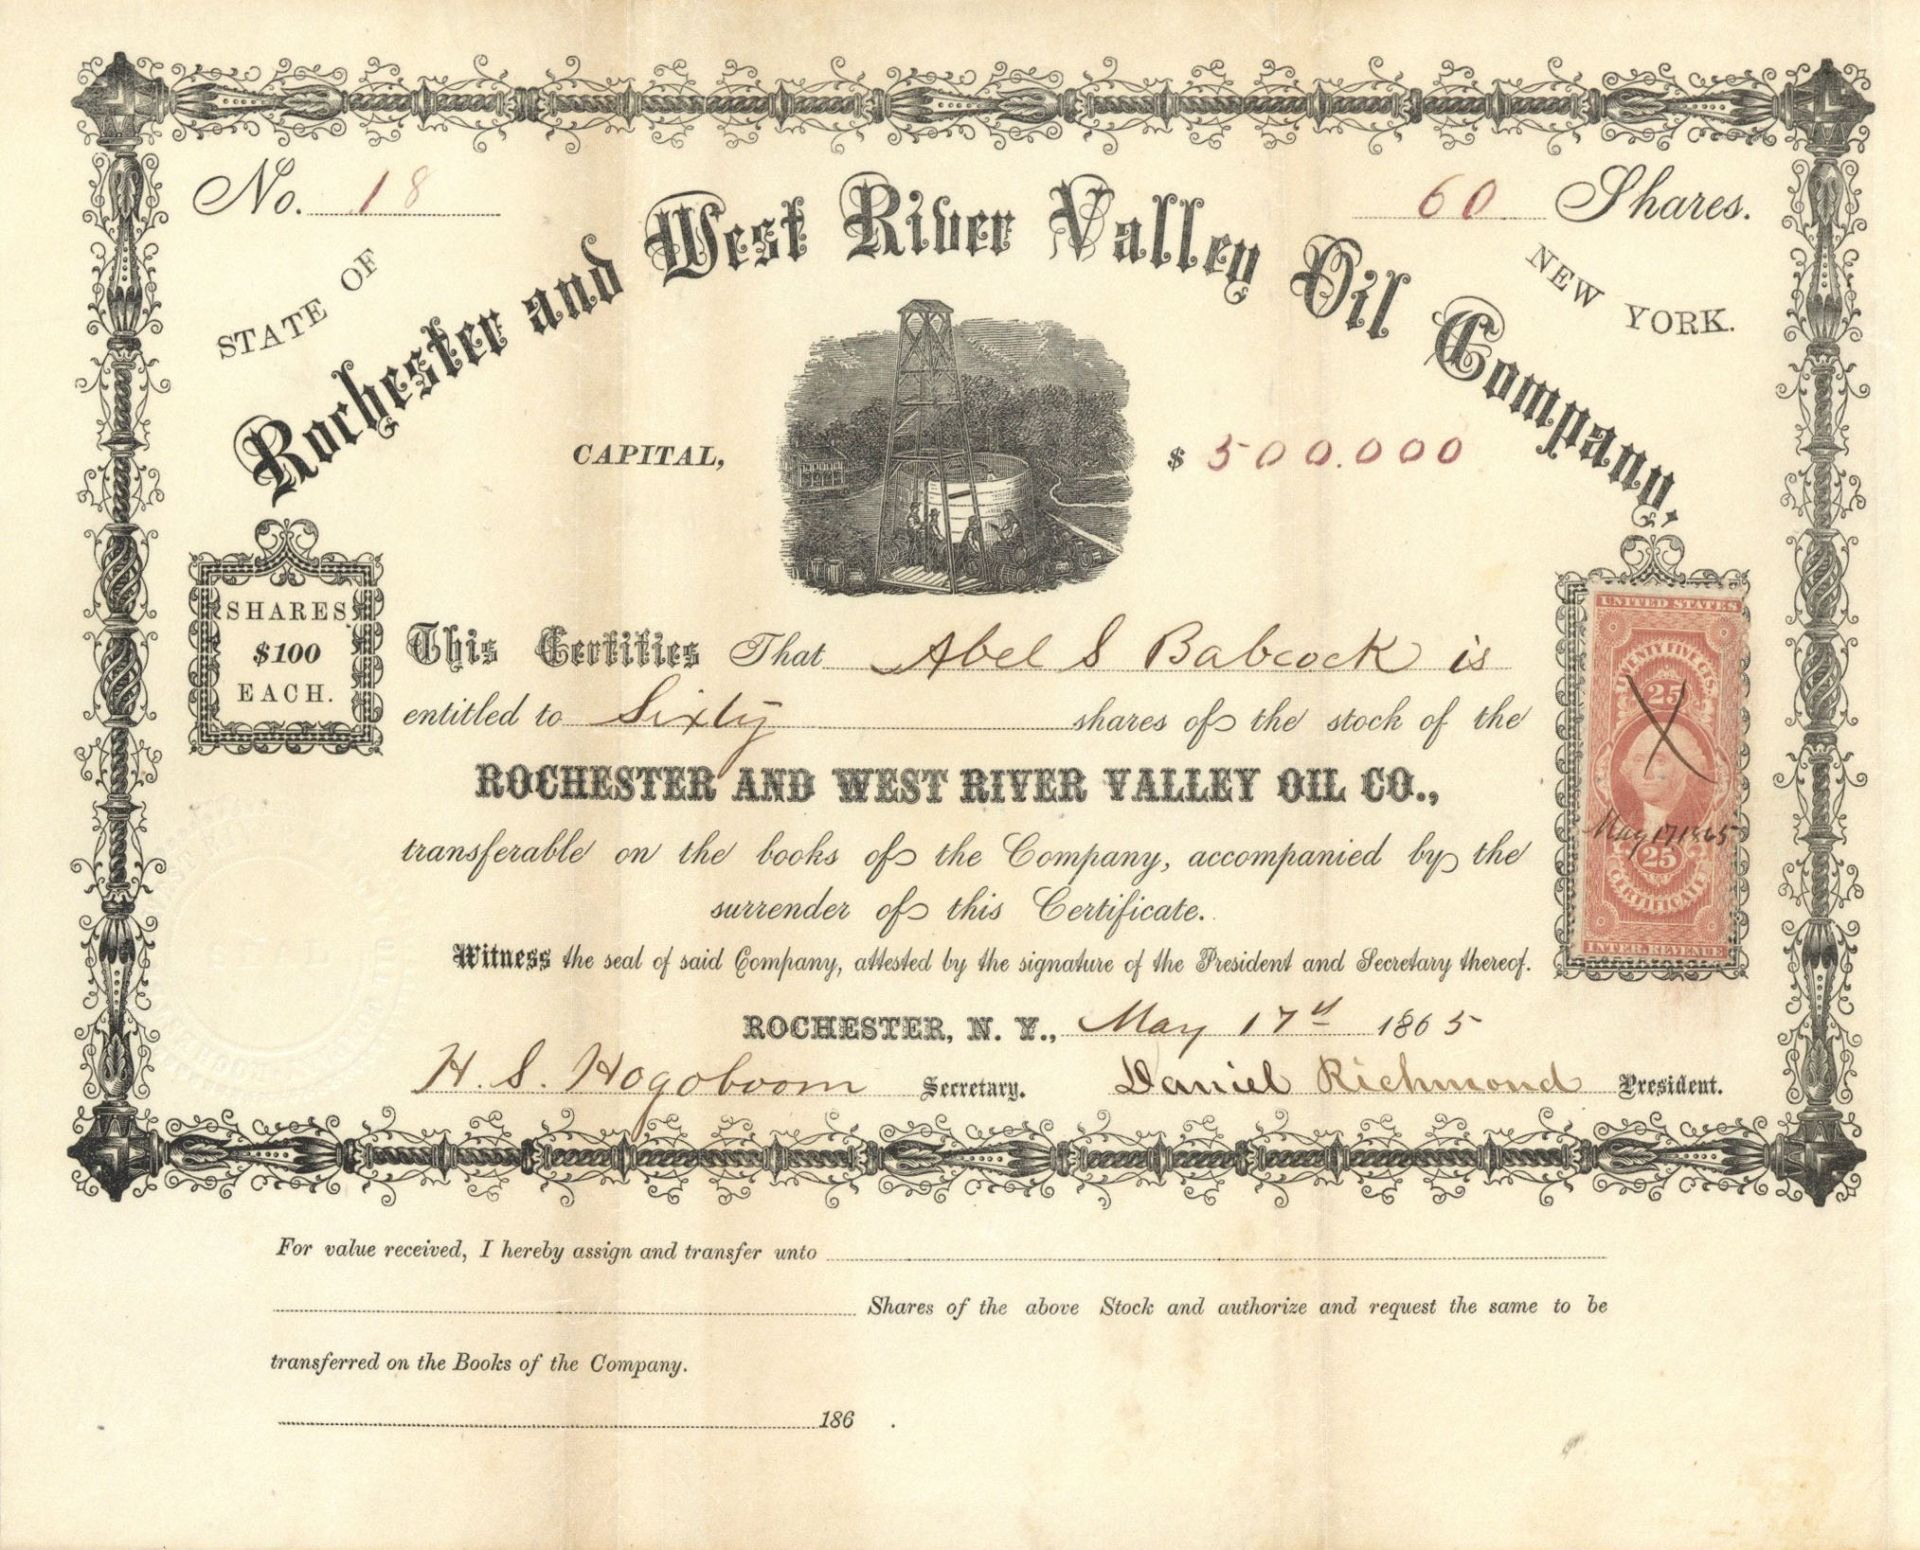 No. 18
60 Shares.
STATE OF
NEW YORK.
Rochester and West River Valley Oil Company,
CAPITAL, $ 500.000
SHARES
$100
EACH.
This Certifies That Abel S Babcock is
entitled to Sixty shares of the stock of the
ROCHESTER AND WEST RIVER VALLEY OIL CO.,
transferable on the books of the Company, accompanied by the
surrender of this Certificate.
Witness the seal of said Company, attested by the signature of the President and Secretary thereof.
ROCHESTER, N. Y., May 17th 1865
H. S. Hogoboom Secretary. Daniel Richmond President.
UNITED STATES
TWENTY FIVE CTS.
25
May 17 1865
25
CERTIFICATE
INTER. REVENUE
For value received, I hereby assign and transfer unto
Shares of the above Stock and authorize and request the same to be
transferred on the Books of the Company.
186 .